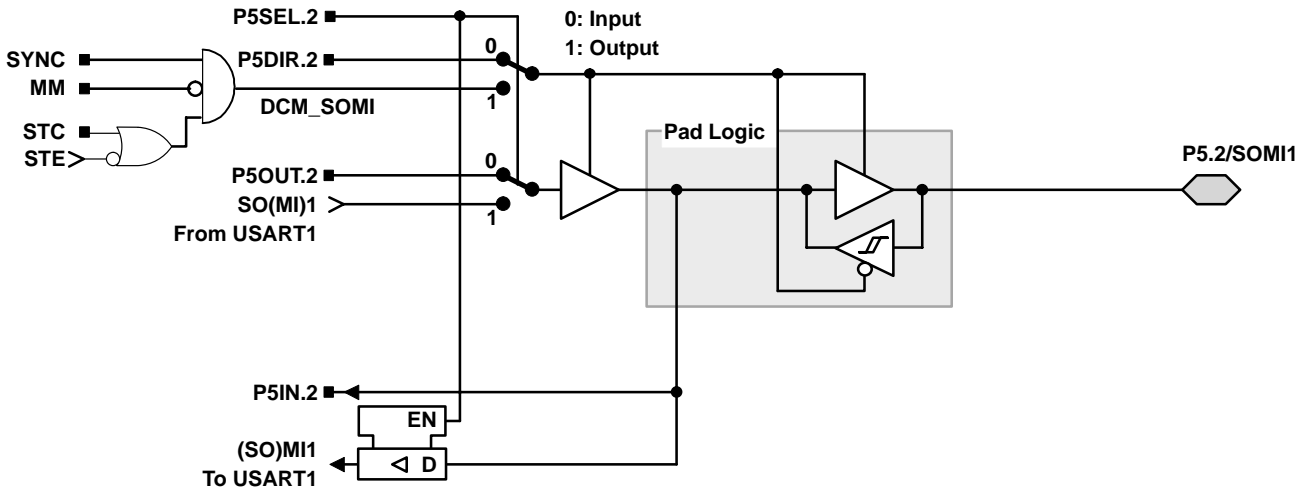 P5SEL.2
0: Input
1: Output
SYNC
P5DIR.2
0
MM
1
DCM_SOMI
STC
STE
Pad Logic
P5OUT.2
0
P5.2/SOMI1
SO(MI)1
1
From USART1
P5IN.2
EN
(SO)MI1
D
To USART1